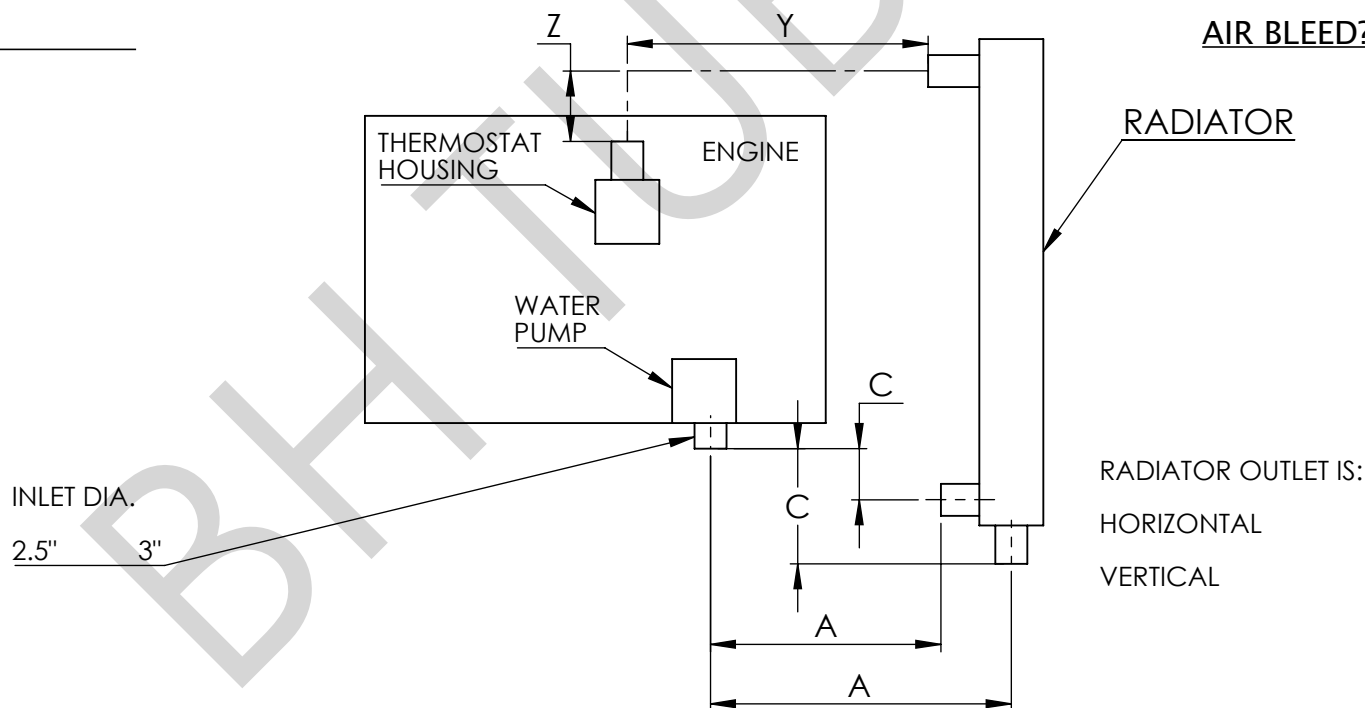 Z
Y
AIR BLEED?
RADIATOR
THERMOSTAT
HOUSING
ENGINE
WATER
PUMP
C
C
INLET DIA.
2.5" 3"
RADIATOR OUTLET IS:
HORIZONTAL
VERTICAL
A
A
BH TUB